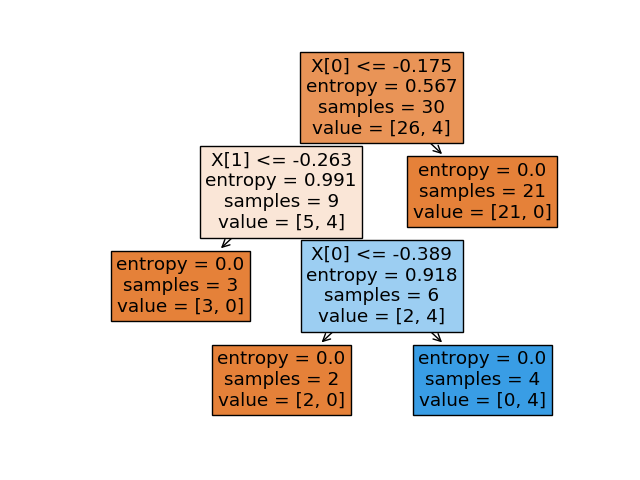 X[0] <= -0.175
entropy = 0.567
samples = 30
value = [26, 4]
X[1] <= -0.263
entropy = 0.991
samples = 9
value = [5, 4]
entropy = 0.0
samples = 21
value = [21, 0]
entropy = 0.0
samples = 3
value = [3, 0]
X[0] <= -0.389
entropy = 0.918
samples = 6
value = [2, 4]
entropy = 0.0
samples = 2
value = [2, 0]
entropy = 0.0
samples = 4
value = [0, 4]